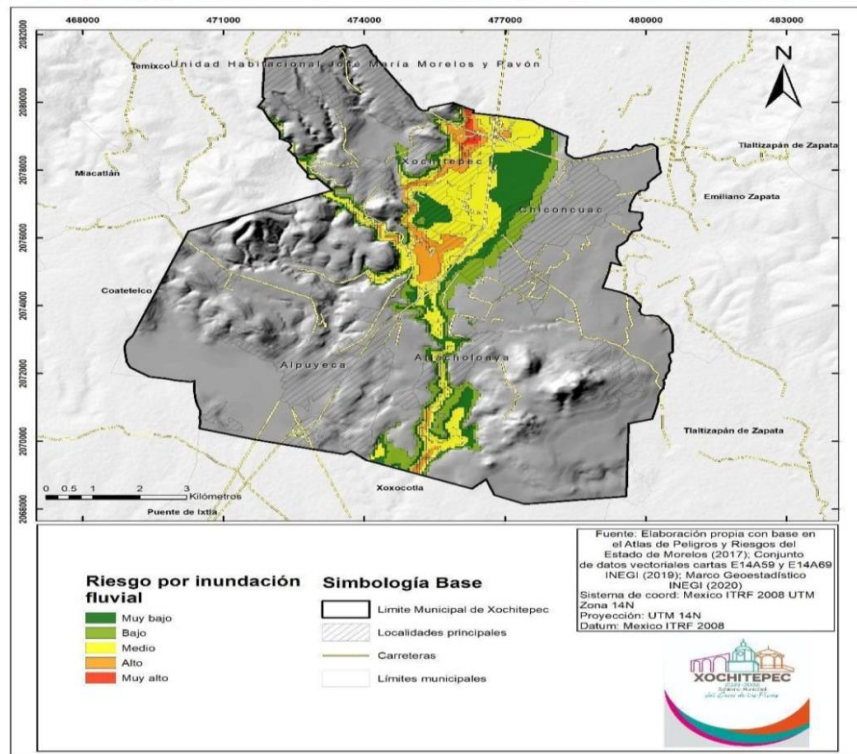 468000 471000 474000 477000 480000 483000
2082000
2080000
2078000
2076000
2074000
2072000
2070000
2068000
N
Temixco
Unidad Habitacional José María Morelos y Pavón
Xochitepec
Tlaltizapán de Zapata
Miacatlán
Emiliano Zapata
Chiconcuac
Coatetelco
Alpuyeca
Atlacholoaya
Tlaltizapán de Zapata
Xoxocotla
Puente de Ixtla
0 0.5 1 2 3
Kilómetros
Riesgo por inundación
fluvial
Muy bajo
Bajo
Medio
Alto
Muy alto
Simbología Base
Limite Municipal de Xochitepec
Localidades principales
Carreteras
Límites municipales
Fuente: Elaboración propia con base en
el Atlas de Peligros y Riesgos del
Estado de Morelos (2017); Conjunto
de datos vectoriales cartas E14A59 y E14A69
INEGI (2019); Marco Geoestadístico
INEGI (2020)
Sistema de coord: Mexico ITRF 2008 UTM
Zona 14N
Proyección: UTM 14N
Datum: Mexico ITRF 2008
XOCHITEPEC